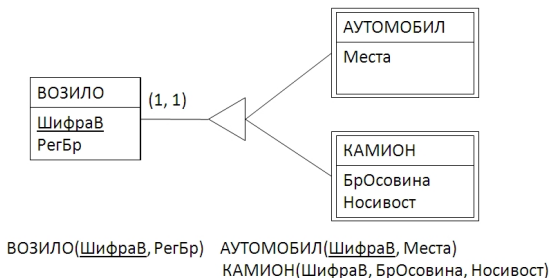 АУТОМОБИЛ
Места
ВОЗИЛО
(1, 1)
ШифраВ
РегБр
КАМИОН
БрОсовина
Носивост
ВОЗИЛО(ШифраВ, РегБр) АУТОМОБИЛ(ШифраВ, Места)
КАМИОН(ШифраВ, БрОсовина, Носивост)